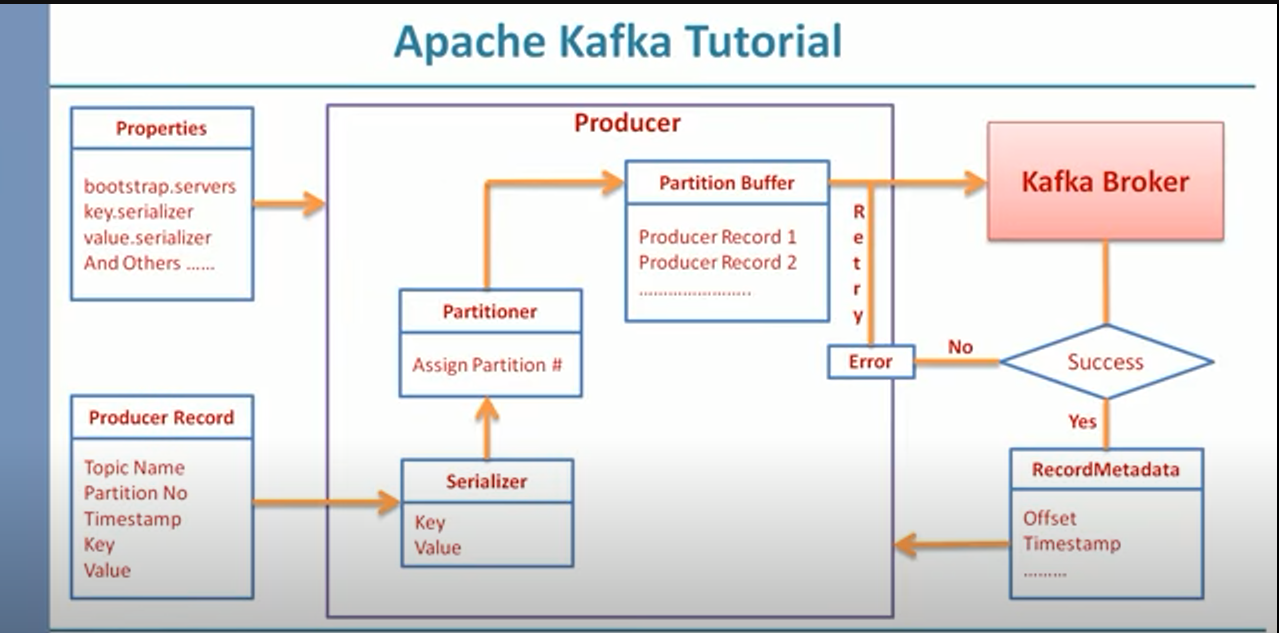 Apache Kafka Tutorial
Properties
bootstrap.servers
key.serializer
value.serializer
And Others ......
Producer Record
Topic Name
Partition No
Timestamp
Key
Value
Producer
Serializer
Key
Value
Partitioner
Assign Partition #
Partition Buffer
Producer Record 1
Producer Record 2
........................
Retry
Error
Kafka Broker
Success
No
Yes
RecordMetadata
Offset
Timestamp
.........